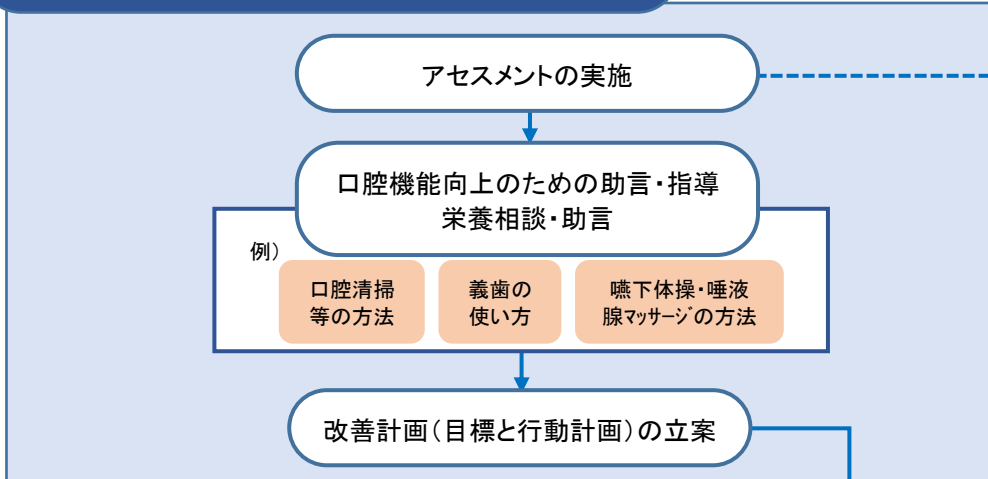 アセスメントの実施
口腔機能向上のための助言・指導
栄養相談・助言
例）
口腔清掃
等の方法
義歯の
使い方
嚥下体操・唾液
腺ﾏｯｻｰｼﾞの方法
改善計画（目標と行動計画）の立案